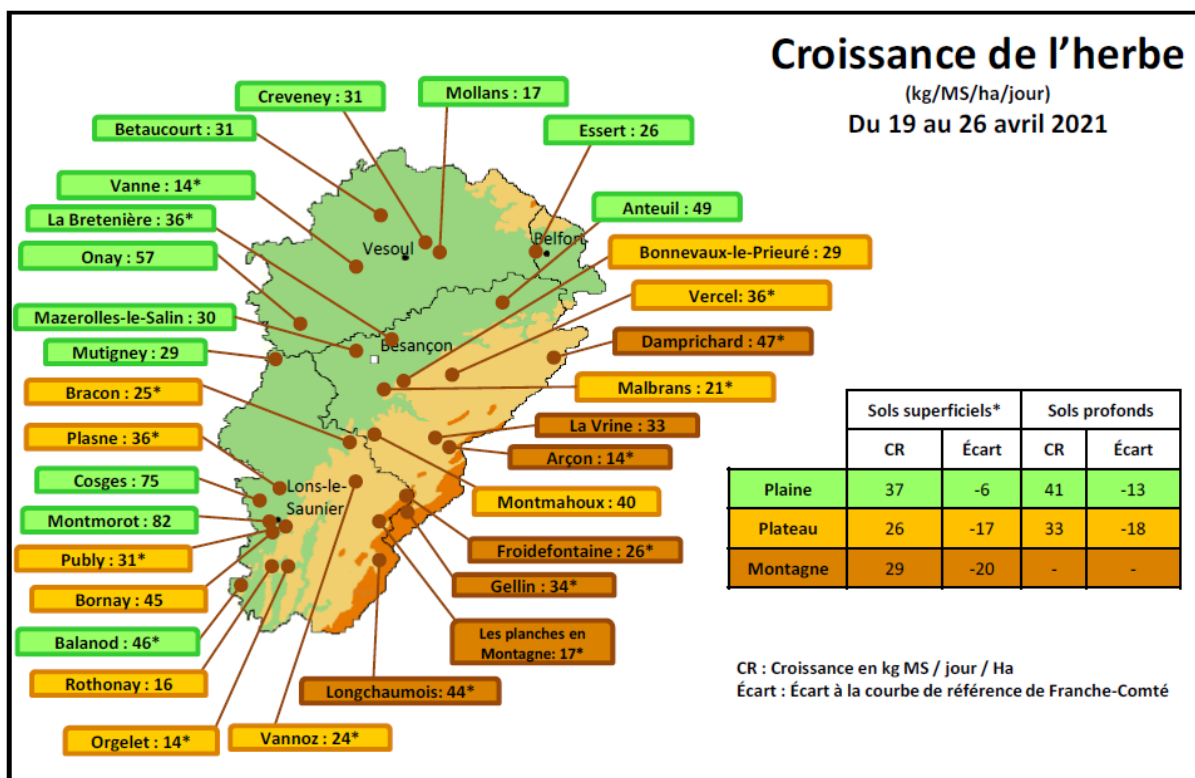 Croissance de l’herbe
(kg/MS/ha/jour)
Du 19 au 26 avril 2021
Creveney : 31
Mollans : 17
Betaucourt : 31
Essert : 26
Vanne : 14*
La Bretenière : 36*
Anteuil : 49
Onay : 57
Bonnevaux-le-Prieuré : 29
Vercel: 36*
Mazerolles-le-Salin : 30
Damprichard : 47*
Mutigney : 29
Malbrans : 21*
Bracon : 25*
La Vrine : 33
Plasne : 36*
Arçon : 14*
Cosges : 75
Montmahoux : 40
Montmorot : 82
Froidefontaine : 26*
Publy : 31*
Gellin : 34*
Bornay : 45
Les planches en
Montagne: 17*
Balanod : 46*
Rothonay : 16
Longchaumois: 44*
Orgelet : 14*
Vannoz : 24*
Vesoul
Belfort
Besançon
Lons-le-
Saunier
Sols superficiels* Sols profonds
CR Écart CR Écart
Plaine 37 -6 41 -13
Plateau 26 -17 33 -18
Montagne 29 -20 - -
CR : Croissance en kg MS / jour / Ha
Écart : Écart à la courbe de référence de Franche-Comté